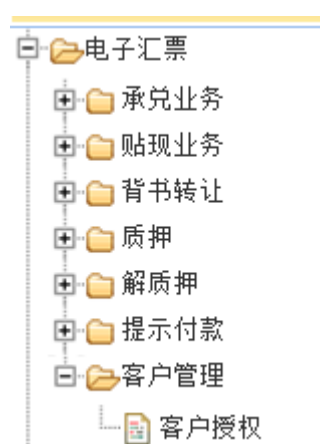 电子汇票
承兑业务
贴现业务
背书转让
质押
解质押
提示付款
客户管理
客户授权